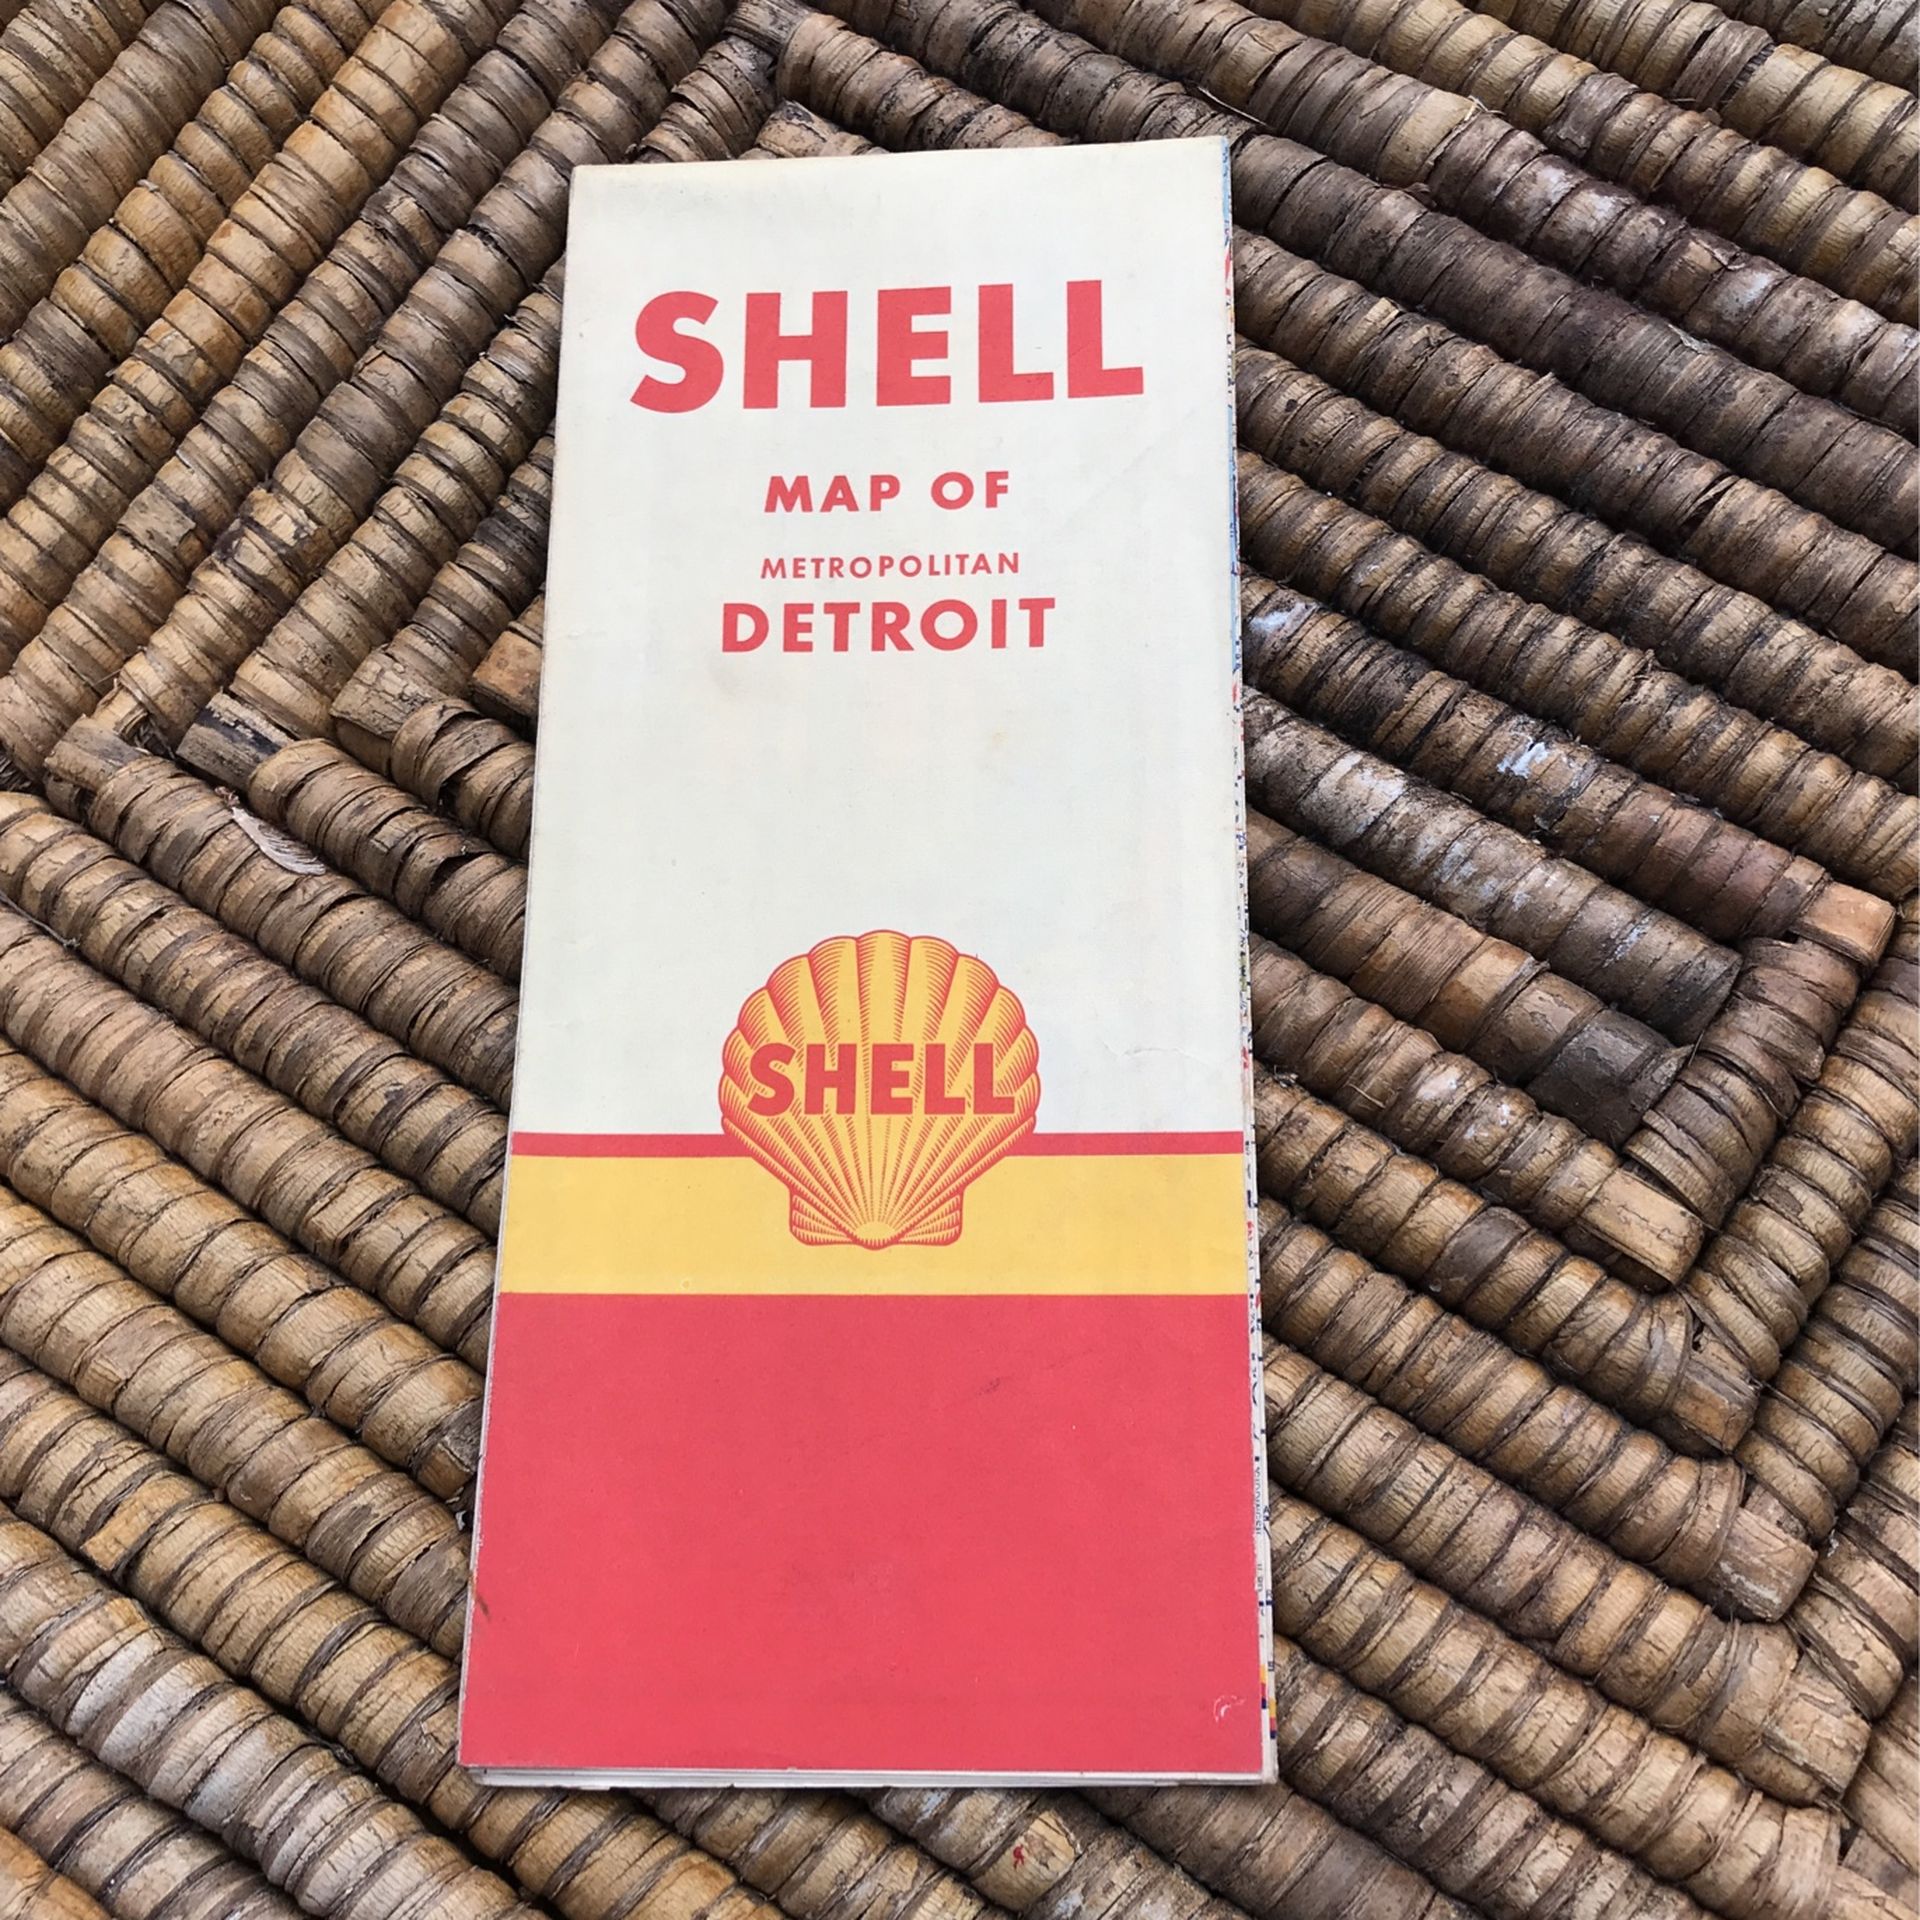 SHELL
MAP OF
METROPOLITAN
DETROIT
SHELL